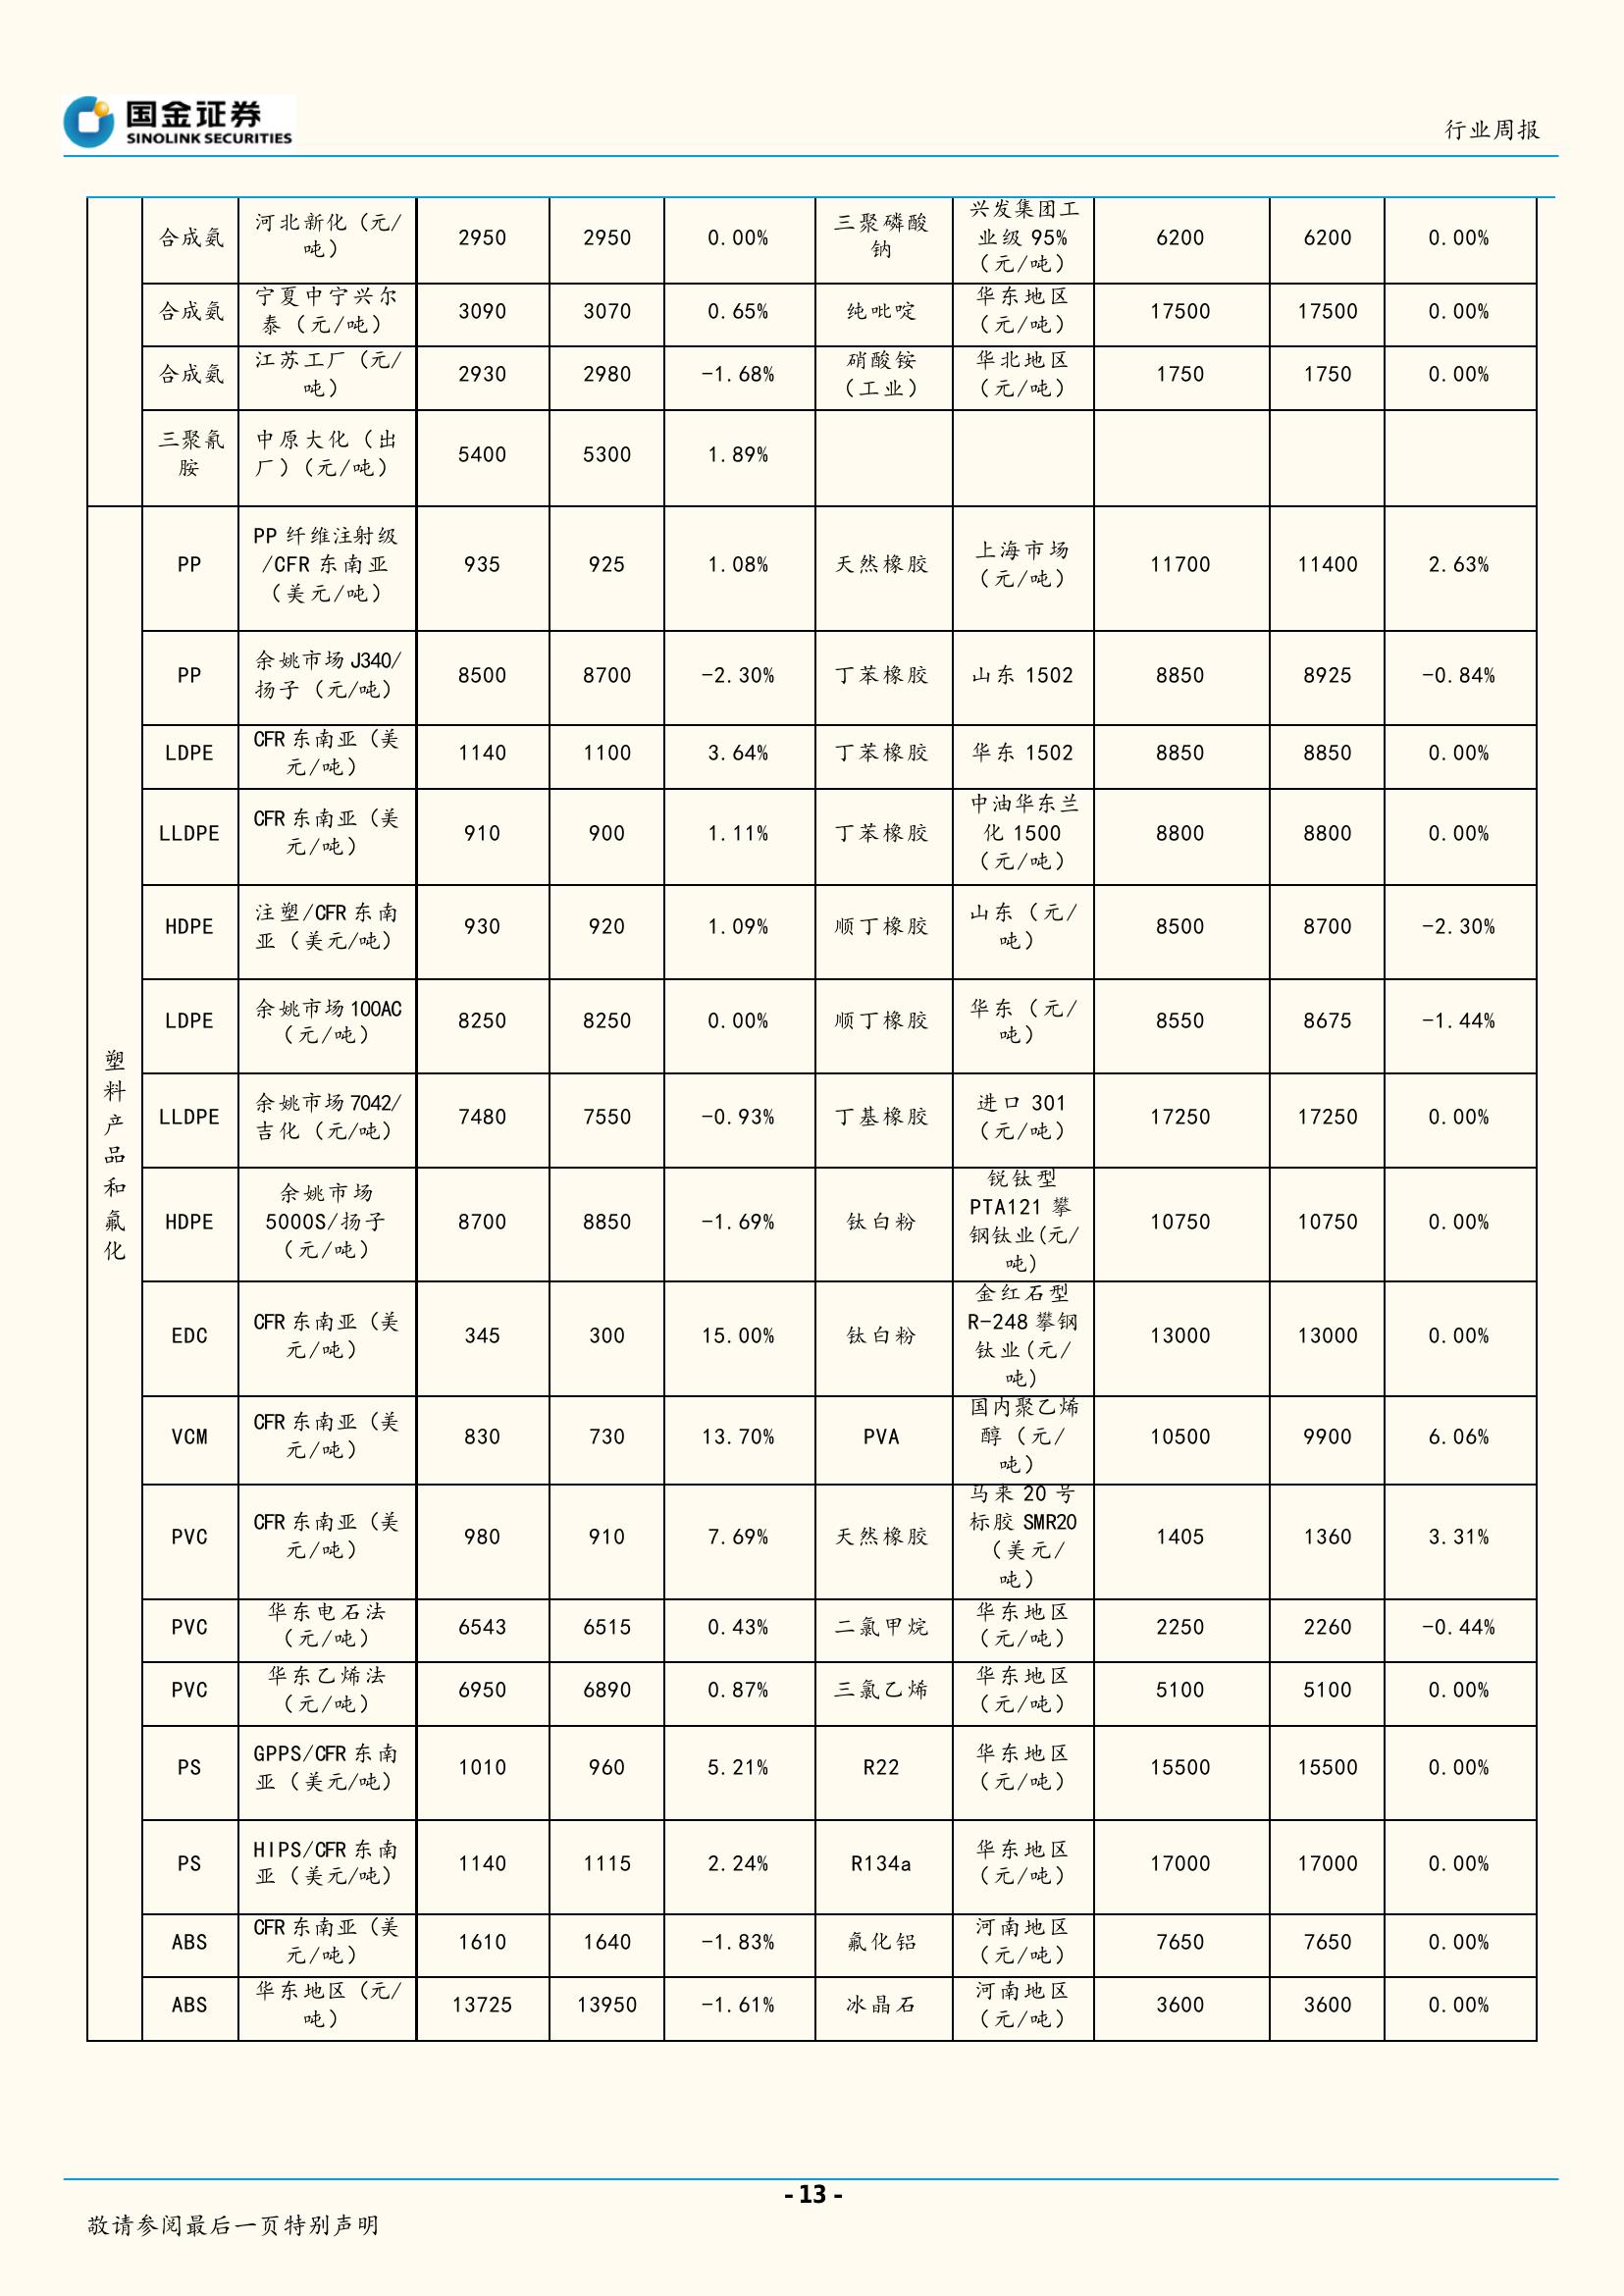 国金证券
SINOLINK SECURITIES
行业周报
合成氨 河北新化（元/吨） 2950 2950 0.00% 三聚磷酸钠 兴发集团工业级 95%（元/吨） 6200 6200 0.00%
合成氨 宁夏中宁兴尔泰（元/吨） 3090 3070 0.65% 纯吡啶 华东地区（元/吨） 17500 17500 0.00%
合成氨 江苏工厂（元/吨） 2930 2980 -1.68% 硝酸铵（工业） 华北地区（元/吨） 1750 1750 0.00%
三聚氰胺 中原大化（出厂）（元/吨） 5400 5300 1.89%
塑料产品和氟化
PP PP 纤维注射级/CFR 东南亚（美元/吨） 935 925 1.08% 天然橡胶 上海市场（元/吨） 11700 11400 2.63%
PP 余姚市场 J340/扬子（元/吨） 8500 8700 -2.30% 丁苯橡胶 山东 1502 8850 8925 -0.84%
LDPE CFR 东南亚（美元/吨） 1140 1100 3.64% 丁苯橡胶 华东 1502 8850 8850 0.00%
LLDPE CFR 东南亚（美元/吨） 910 900 1.11% 丁苯橡胶 中油华东兰化 1500（元/吨） 8800 8800 0.00%
HDPE 注塑/CFR 东南亚（美元/吨） 930 920 1.09% 顺丁橡胶 山东（元/吨） 8500 8700 -2.30%
LDPE 余姚市场 100AC（元/吨） 8250 8250 0.00% 顺丁橡胶 华东（元/吨） 8550 8675 -1.44%
LLDPE 余姚市场 7042/吉化（元/吨） 7480 7550 -0.93% 丁基橡胶 进口 301（元/吨） 17250 17250 0.00%
HDPE 余姚市场 5000S/扬子（元/吨） 8700 8850 -1.69% 钛白粉 锐钛型 PTA121 攀钢钛业(元/吨) 10750 10750 0.00%
EDC CFR 东南亚（美元/吨） 345 300 15.00% 钛白粉 金红石型 R-248 攀钢钛业(元/吨) 13000 13000 0.00%
VCM CFR 东南亚（美元/吨） 830 730 13.70% PVA 国内聚乙烯醇（元/吨） 10500 9900 6.06%
PVC CFR 东南亚（美元/吨） 980 910 7.69% 天然橡胶 马来 20 号标胶 SMR20（美元/吨） 1405 1360 3.31%
PVC 华东电石法（元/吨） 6543 6515 0.43% 二氯甲烷 华东地区（元/吨） 2250 2260 -0.44%
PVC 华东乙烯法（元/吨） 6950 6890 0.87% 三氯乙烯 华东地区（元/吨） 5100 5100 0.00%
PS GPPS/CFR 东南亚（美元/吨） 1010 960 5.21% R22 华东地区（元/吨） 15500 15500 0.00%
PS HIPS/CFR 东南亚（美元/吨） 1140 1115 2.24% R134a 华东地区（元/吨） 17000 17000 0.00%
ABS CFR 东南亚（美元/吨） 1610 1640 -1.83% 氟化铝 河南地区（元/吨） 7650 7650 0.00%
ABS 华东地区（元/吨） 13725 13950 -1.61% 冰晶石 河南地区（元/吨） 3600 3600 0.00%
- 13 -
敬请参阅最后一页特别声明